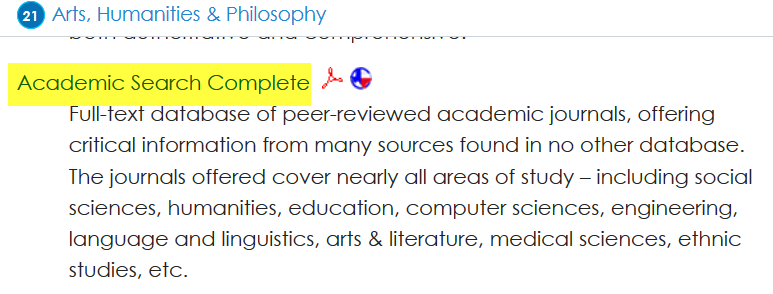 21 Arts, Humanities & Philosophy
Academic Search Complete
Full-text database of peer-reviewed academic journals, offering
critical information from many sources found in no other database.
The journals offered cover nearly all areas of study – including social
sciences, humanities, education, computer sciences, engineering,
language and linguistics, arts & literature, medical sciences, ethnic
studies, etc.